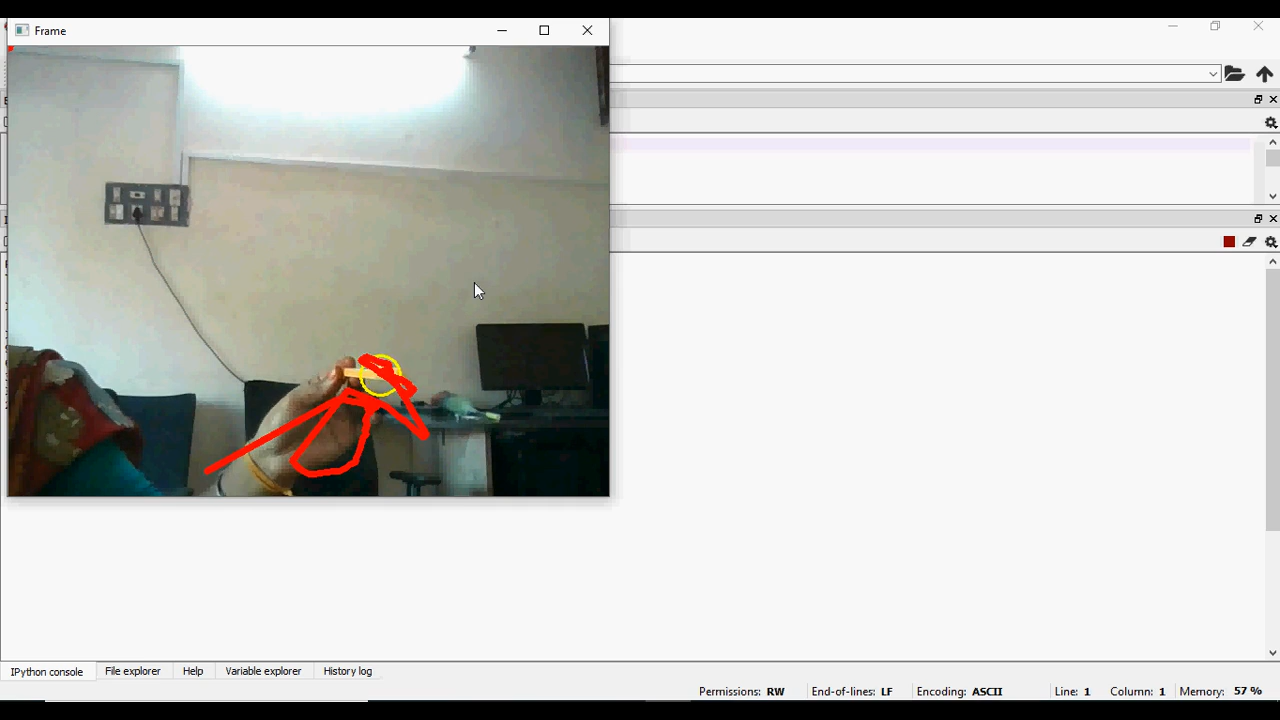 Frame
IPython console File explorer Help Variable explorer History log
Permissions: RW End-of-lines: LF Encoding: ASCII Line: 1 Column: 1 Memory: 57 %